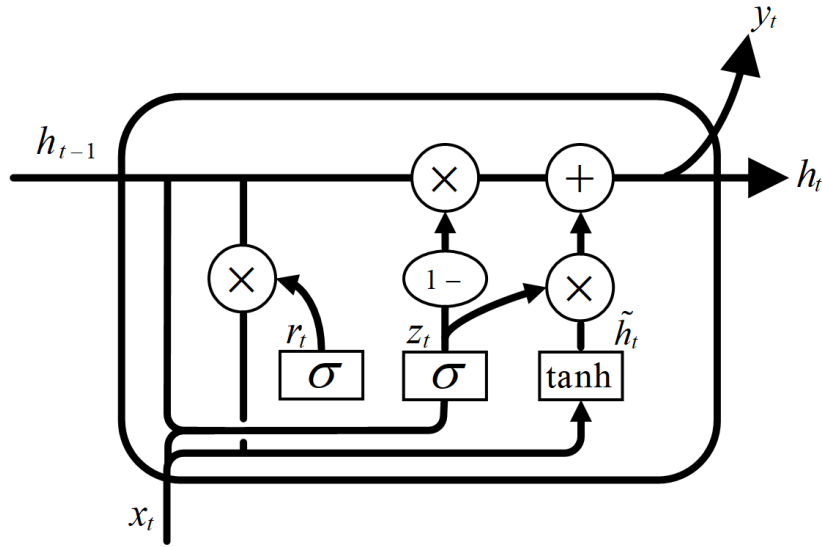 y_t
h_{t-1}
×
+
h_t
×
1 −
×
r_t
z_t
h̃_t
σ
σ
tanh
x_t